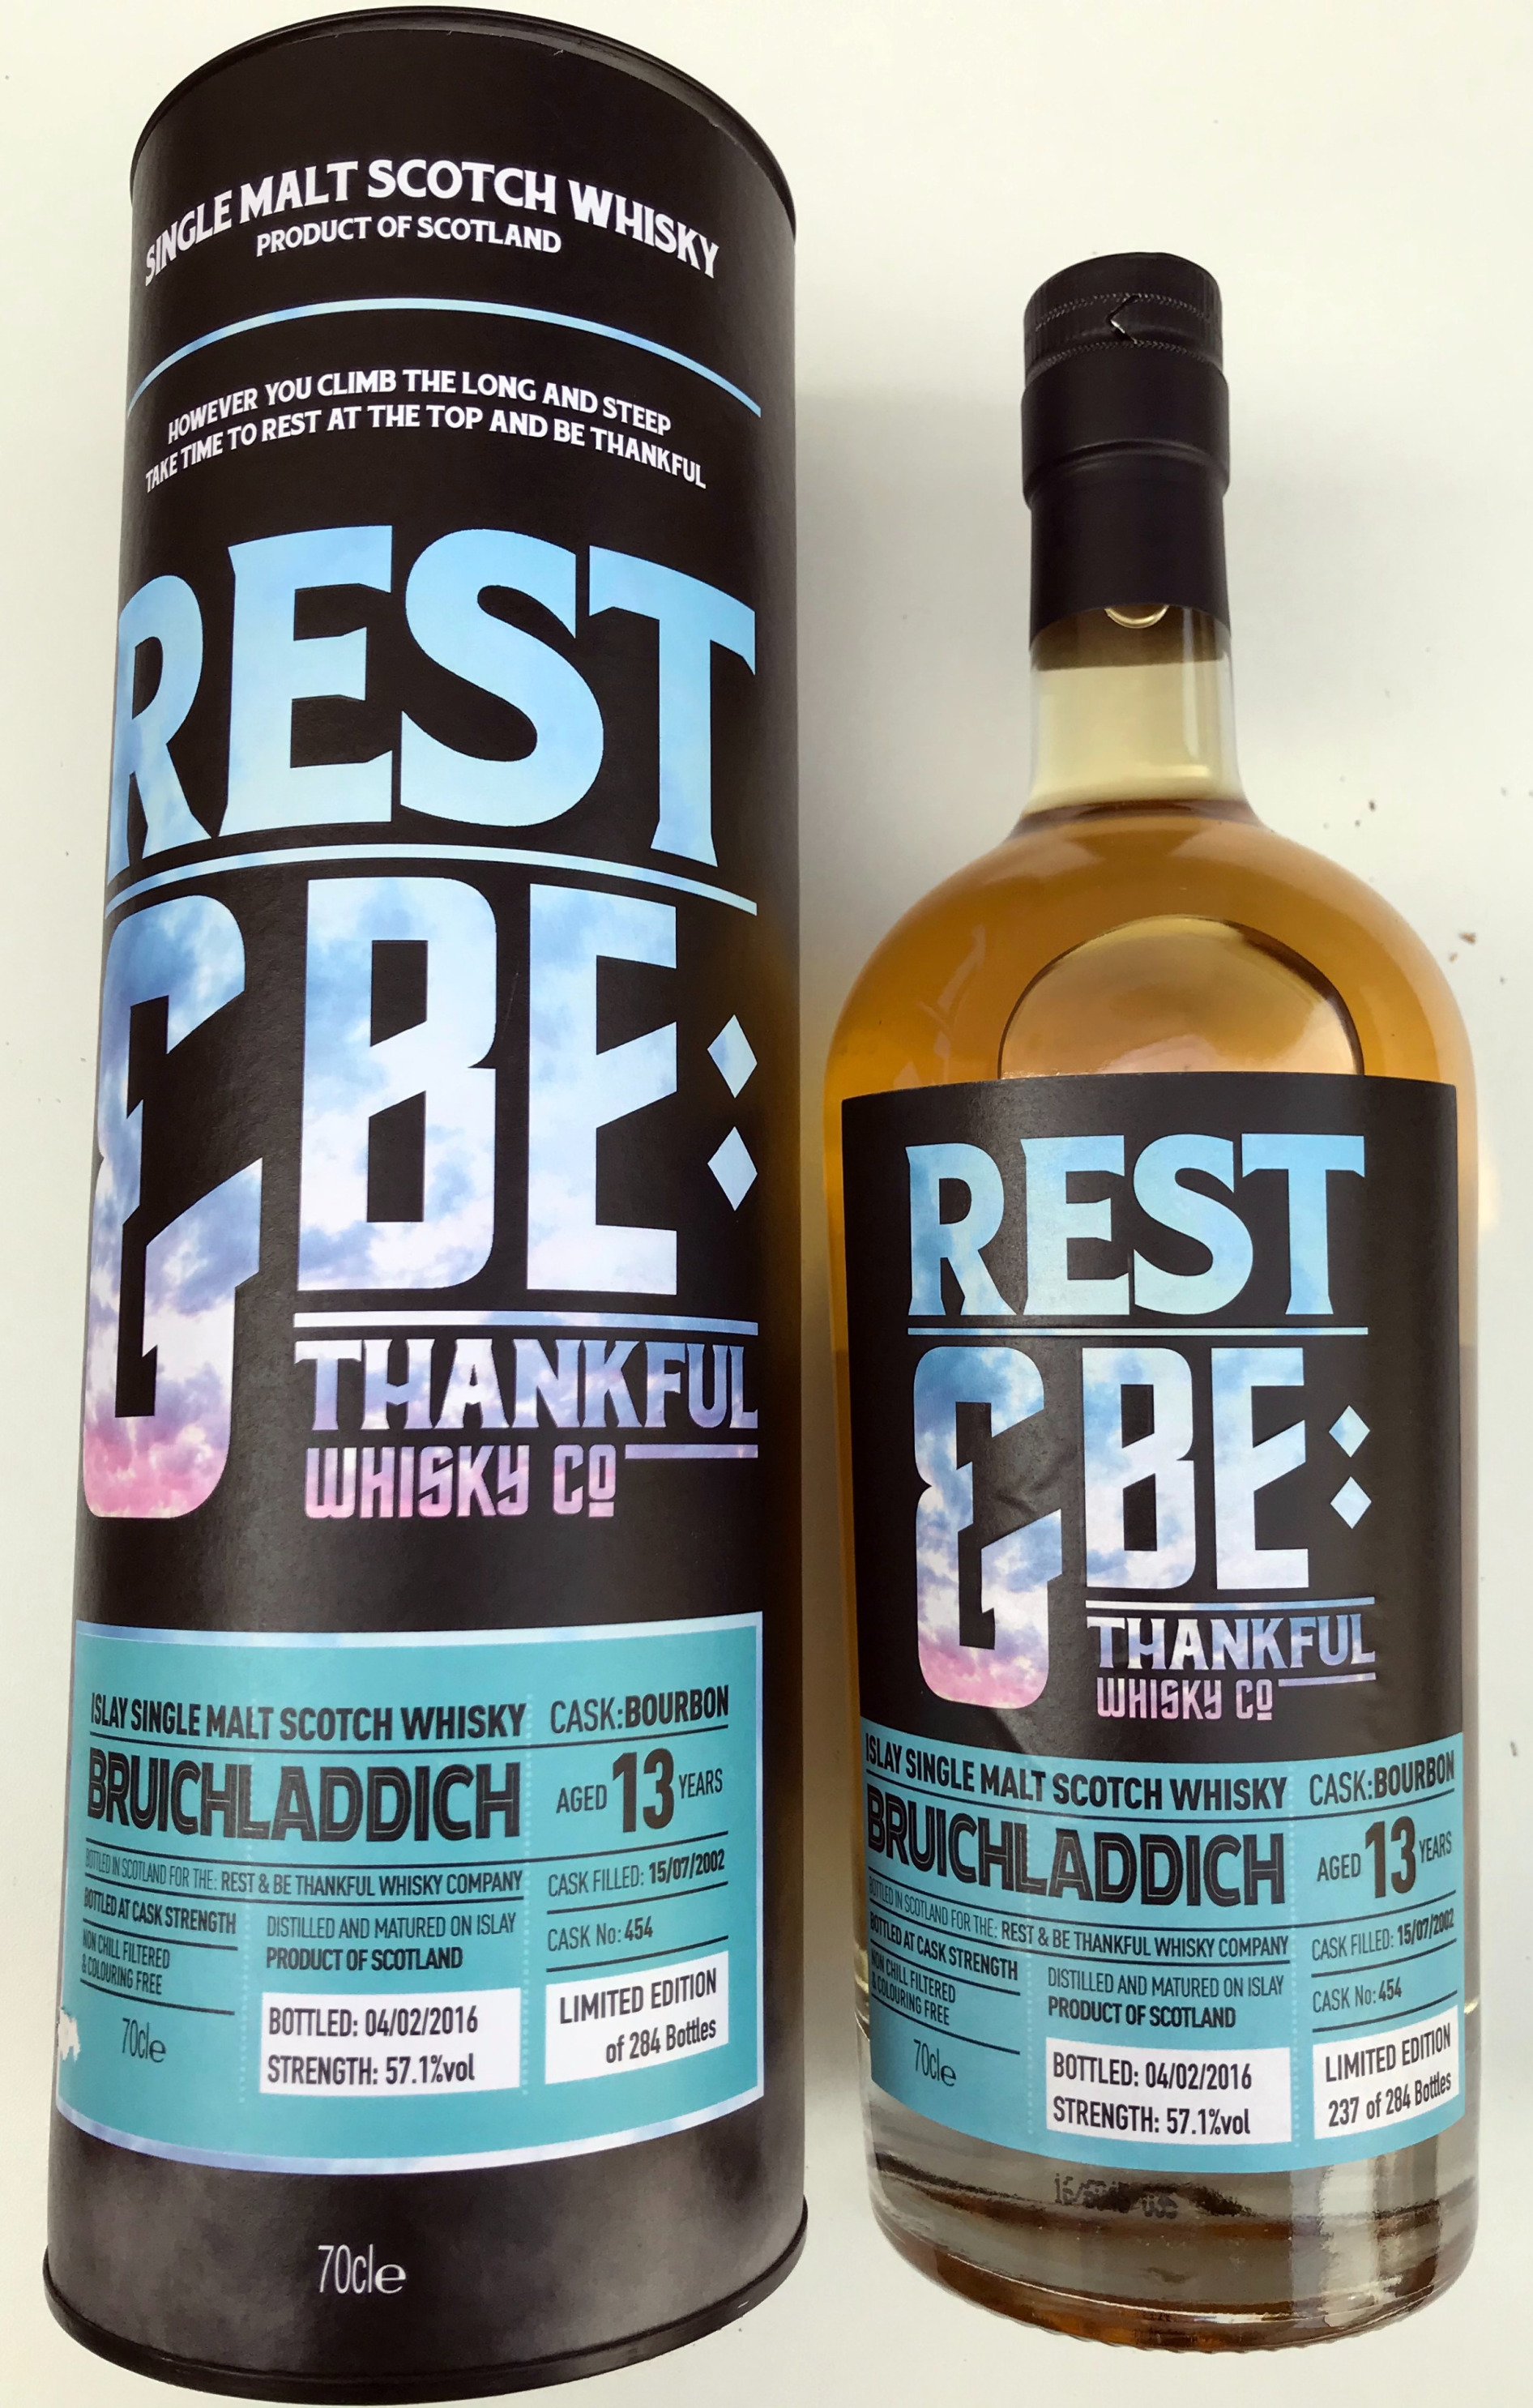 SINGLE MALT SCOTCH WHISKY
PRODUCT OF SCOTLAND
HOWEVER YOU CLIMB THE LONG AND STEEP
TAKE TIME TO REST AT THE TOP AND BE THANKFUL
REST
& BE:
THANKFUL
WHISKY CO
ISLAY SINGLE MALT SCOTCH WHISKY
BRUICHLADDICH
BOTTLED IN SCOTLAND FOR THE: REST & BE THANKFUL WHISKY COMPANY
BOTTLED AT CASK STRENGTH
NON CHILL FILTERED
& COLOURING FREE
70cle
DISTILLED AND MATURED ON ISLAY
PRODUCT OF SCOTLAND
BOTTLED: 04/02/2016
STRENGTH: 57.1%vol
CASK:BOURBON
AGED 13 YEARS
CASK FILLED: 15/07/2002
CASK No: 454
LIMITED EDITION
of 284 Bottles
70cle
REST
& BE:
THANKFUL
WHISKY CO
ISLAY SINGLE MALT SCOTCH WHISKY
BRUICHLADDICH
BOTTLED IN SCOTLAND FOR THE: REST & BE THANKFUL WHISKY COMPANY
BOTTLED AT CASK STRENGTH
NON CHILL FILTERED
& COLOURING FREE
70cle
DISTILLED AND MATURED ON ISLAY
PRODUCT OF SCOTLAND
BOTTLED: 04/02/2016
STRENGTH: 57.1%vol
CASK:BOURBON
AGED 13 YEARS
CASK FILLED: 15/07/2002
CASK No: 454
LIMITED EDITION
237 of 284 Bottles